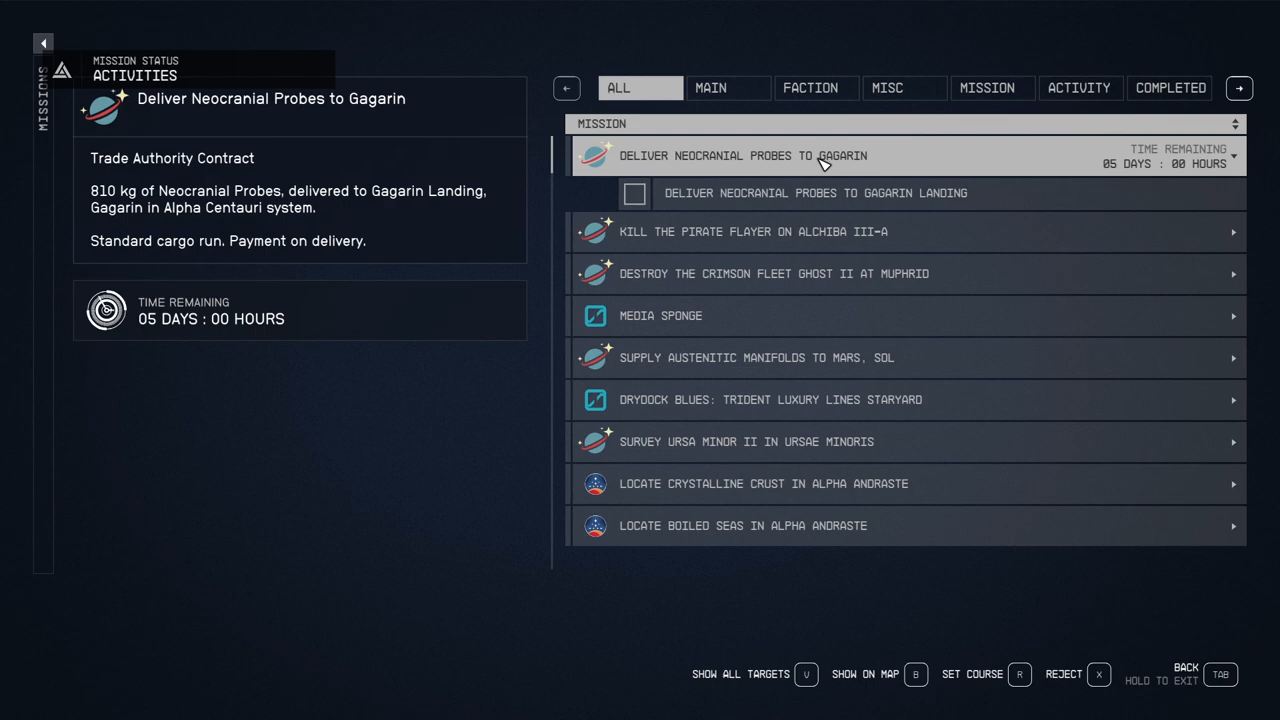 MISSIONS
MISSION STATUS
ACTIVITIES
Deliver Neocranial Probes to Gagarin
Trade Authority Contract
810 kg of Neocranial Probes, delivered to Gagarin Landing,
Gagarin in Alpha Centauri system.
Standard cargo run. Payment on delivery.
TIME REMAINING
05 DAYS : 00 HOURS
ALL
MAIN
FACTION
MISC
MISSION
ACTIVITY
COMPLETED
MISSION
DELIVER NEOCRANIAL PROBES TO GAGARIN
TIME REMAINING
05 DAYS : 00 HOURS
DELIVER NEOCRANIAL PROBES TO GAGARIN LANDING
KILL THE PIRATE FLAYER ON ALCHIBA III-A
DESTROY THE CRIMSON FLEET GHOST II AT MUPHRID
MEDIA SPONGE
SUPPLY AUSTENITIC MANIFOLDS TO MARS, SOL
DRYDOCK BLUES: TRIDENT LUXURY LINES STARYARD
SURVEY URSA MINOR II IN URSAE MINORIS
LOCATE CRYSTALLINE CRUST IN ALPHA ANDRASTE
LOCATE BOILED SEAS IN ALPHA ANDRASTE
SHOW ALL TARGETS V
SHOW ON MAP B
SET COURSE R
REJECT X
BACK
HOLD TO EXIT
TAB